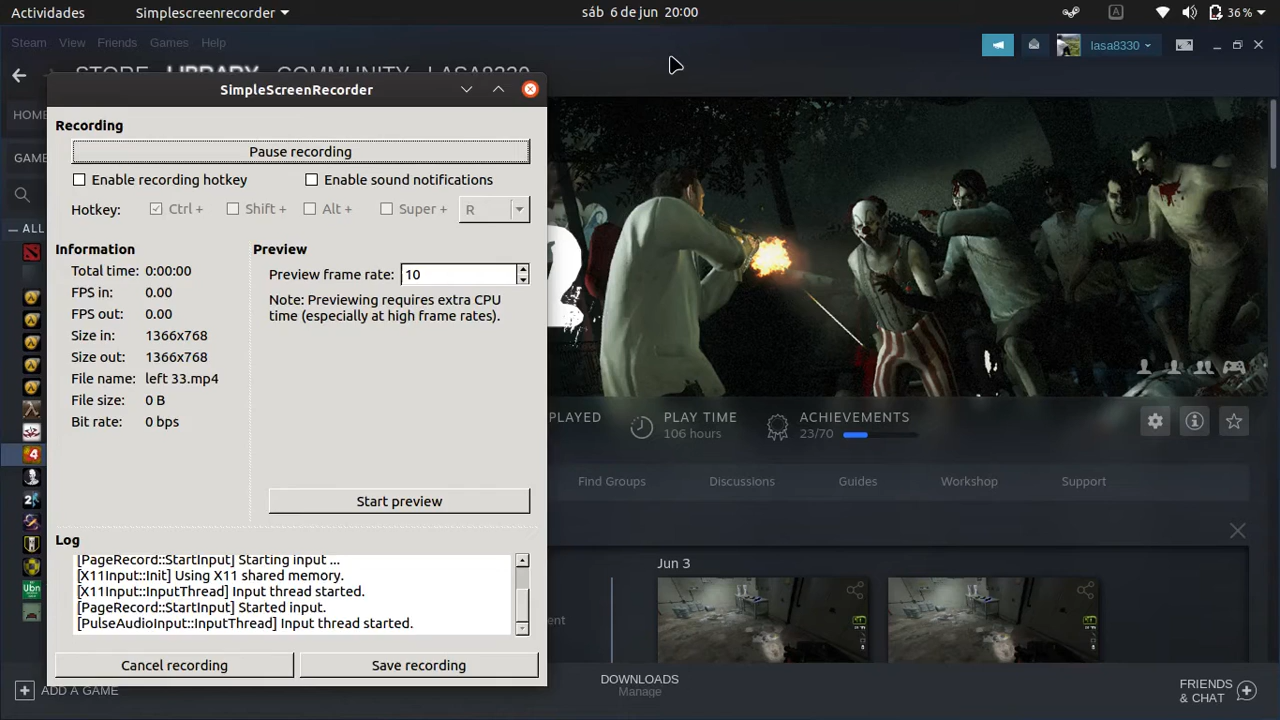 Actividades
Simplescreenrecorder
sáb 6 de jun 20:00
A
36 %
Steam View Friends Games Help
lasa8330
STORE LIBRARY COMMUNITY LASA8330
SimpleScreenRecorder
HOME
GAME
ALL
Recording
Pause recording
Enable recording hotkey
Enable sound notifications
Hotkey: Ctrl + Shift + Alt + Super + R
Information
Total time: 0:00:00
FPS in: 0.00
FPS out: 0.00
Size in: 1366x768
Size out: 1366x768
File name: left 33.mp4
File size: 0 B
Bit rate: 0 bps
Preview
Preview frame rate: 10
Note: Previewing requires extra CPU
time (especially at high frame rates).
Start preview
Log
[PageRecord::StartInput] Starting input ...
[X11Input::Init] Using X11 shared memory.
[X11Input::InputThread] Input thread started.
[PageRecord::StartInput] Started input.
[PulseAudioInput::InputThread] Input thread started.
Cancel recording
Save recording
PLAYED
PLAY TIME
106 hours
ACHIEVEMENTS
23/70
Find Groups
Discussions
Guides
Workshop
Support
Jun 3
ent
ADD A GAME
DOWNLOADS
Manage
FRIENDS
& CHAT